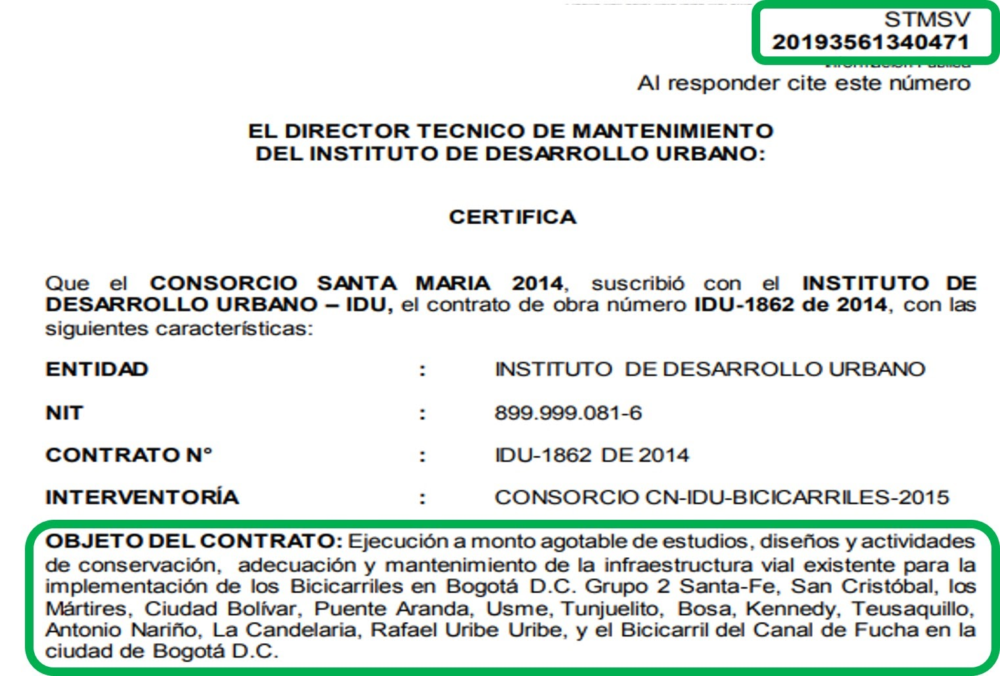 STMSV
20193561340471
Información Pública
Al responder cite este número
EL DIRECTOR TECNICO DE MANTENIMIENTO
DEL INSTITUTO DE DESARROLLO URBANO:
CERTIFICA
Que el CONSORCIO SANTA MARIA 2014, suscribió con el INSTITUTO DE
DESARROLLO URBANO – IDU, el contrato de obra número IDU-1862 de 2014, con las
siguientes características:
ENTIDAD : INSTITUTO DE DESARROLLO URBANO
NIT : 899.999.081-6
CONTRATO N° : IDU-1862 DE 2014
INTERVENTORÍA : CONSORCIO CN-IDU-BICICARRILES-2015
OBJETO DEL CONTRATO: Ejecución a monto agotable de estudios, diseños y actividades
de conservación, adecuación y mantenimiento de la infraestructura vial existente para la
implementación de los Bicicarriles en Bogotá D.C. Grupo 2 Santa-Fe, San Cristóbal, los
Mártires, Ciudad Bolívar, Puente Aranda, Usme, Tunjuelito, Bosa, Kennedy, Teusaquillo,
Antonio Nariño, La Candelaria, Rafael Uribe Uribe, y el Bicicarril del Canal de Fucha en la
ciudad de Bogotá D.C.